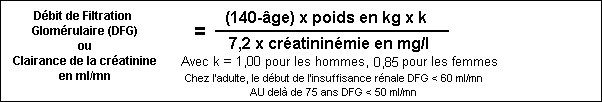 Débit de Filtration
Glomérulaire (DFG)
ou
Clairance de la créatinine
en ml/mn
=
(140-âge) x poids en kg x k
7,2 x créatininémie en mg/l
Avec k = 1,00 pour les hommes, 0,85 pour les femmes
Chez l'adulte, le début de l'insuffisance rénale DFG < 60 ml/mn
AU delà de 75 ans DFG < 50 ml/mn